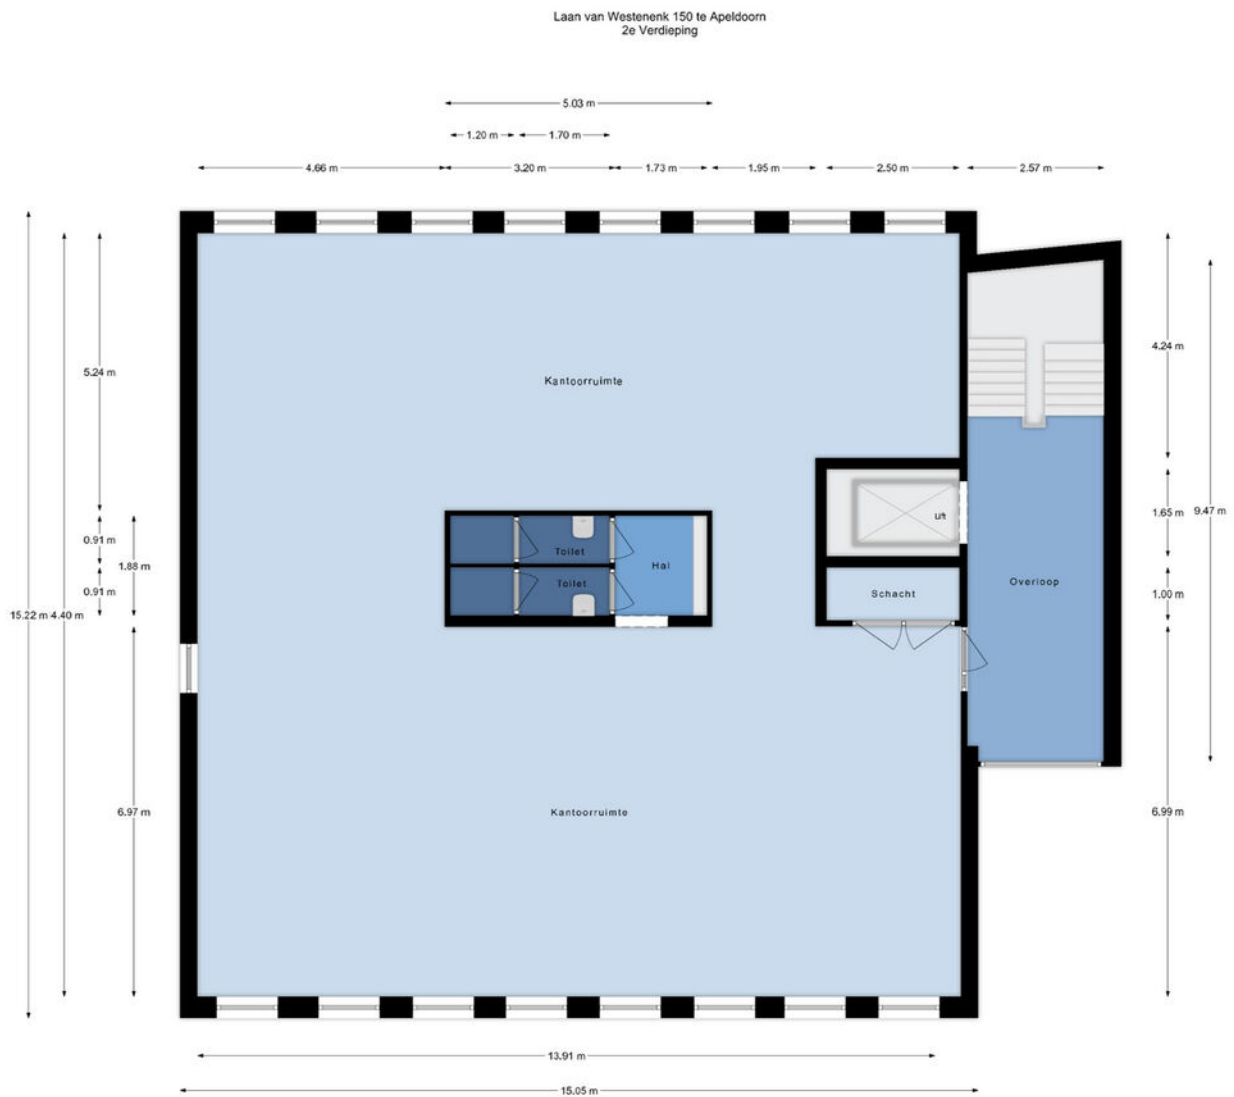 Laan van Westenenk 150 te Apeldoorn
2e Verdieping
5.03 m
1.20 m
1.70 m
4.66 m
3.20 m
1.73 m
1.95 m
2.50 m
2.57 m
5.24 m
4.24 m
Kantoorruimte
0.91 m
1.88 m
0.91 m
15.22 m
4.40 m
Toilet
Toilet
Hal
Lift
Schacht
Overloop
1.65 m
9.47 m
1.00 m
6.97 m
Kantoorruimte
6.99 m
13.91 m
15.05 m